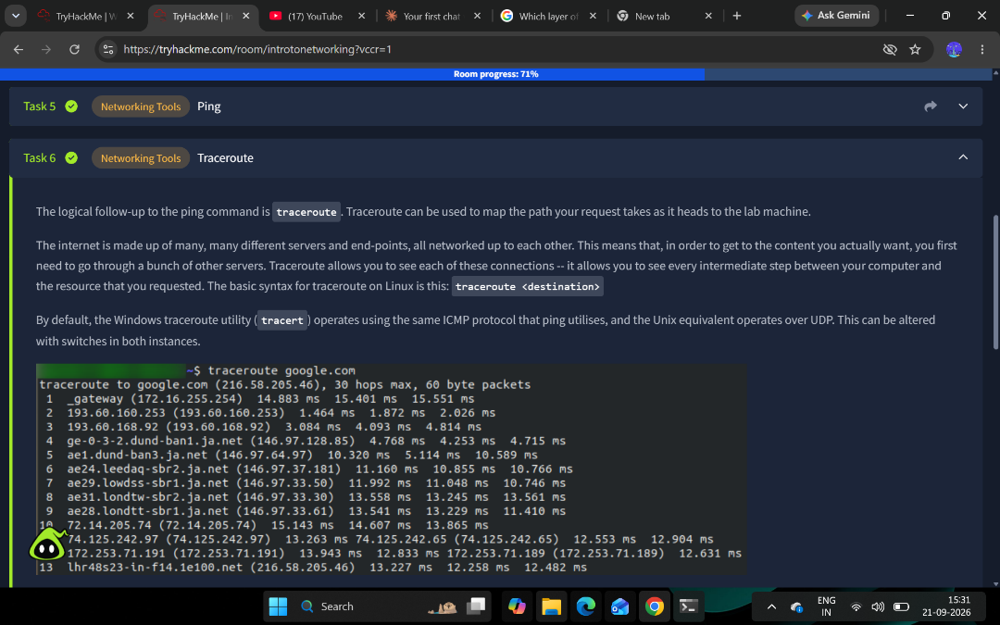 TryHackMe | W
TryHackMe | In
(17) YouTube
Your first chat
Which layer of
New tab
Ask Gemini
https://tryhackme.com/room/introtonetworking?vccr=1
Room progress: 71%
Task 5 Networking Tools Ping
Task 6 Networking Tools Traceroute
The logical follow-up to the ping command is traceroute. Traceroute can be used to map the path your request takes as it heads to the lab machine.
The internet is made up of many, many different servers and end-points, all networked up to each other. This means that, in order to get to the content you actually want, you first
need to go through a bunch of other servers. Traceroute allows you to see each of these connections -- it allows you to see every intermediate step between your computer and
the resource that you requested. The basic syntax for traceroute on Linux is this: traceroute <destination>
By default, the Windows traceroute utility (tracert) operates using the same ICMP protocol that ping utilises, and the Unix equivalent operates over UDP. This can be altered
with switches in both instances.
~$ traceroute google.com
traceroute to google.com (216.58.205.46), 30 hops max, 60 byte packets
1 _gateway (172.16.255.254) 14.883 ms 15.401 ms 15.551 ms
2 193.60.160.253 (193.60.160.253) 1.464 ms 1.872 ms 2.026 ms
3 193.60.168.92 (193.60.168.92) 3.084 ms 4.093 ms 4.814 ms
4 ge-0-3-2.dund-ban1.ja.net (146.97.128.85) 4.768 ms 4.253 ms 4.715 ms
5 ae1.dund-ban3.ja.net (146.97.64.97) 10.320 ms 5.114 ms 10.589 ms
6 ae24.leedaq-sbr2.ja.net (146.97.37.181) 11.160 ms 10.855 ms 10.766 ms
7 ae29.lowdss-sbr1.ja.net (146.97.33.50) 11.992 ms 11.048 ms 10.746 ms
8 ae31.londtw-sbr2.ja.net (146.97.33.30) 13.558 ms 13.245 ms 13.561 ms
9 ae28.londtt-sbr1.ja.net (146.97.33.61) 13.541 ms 13.229 ms 11.410 ms
10 72.14.205.74 (72.14.205.74) 15.143 ms 14.607 ms 13.865 ms
74.125.242.97 (74.125.242.97) 13.263 ms 74.125.242.65 (74.125.242.65) 12.553 ms 12.904 ms
172.253.71.191 (172.253.71.191) 13.943 ms 12.833 ms 172.253.71.189 (172.253.71.189) 12.631 ms
13 lhr48s23-in-f14.1e100.net (216.58.205.46) 13.227 ms 12.258 ms 12.482 ms
Search
ENG
IN
15:31
21-09-2026